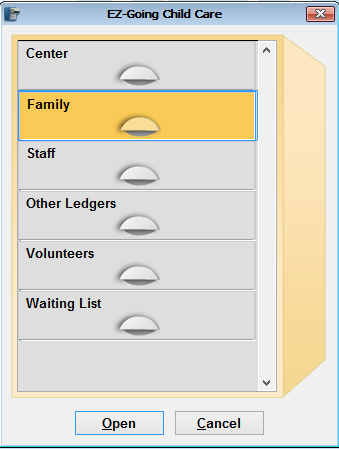 EZ-Going Child Care
Center
Family
Staff
Other Ledgers
Volunteers
Waiting List
Open Cancel